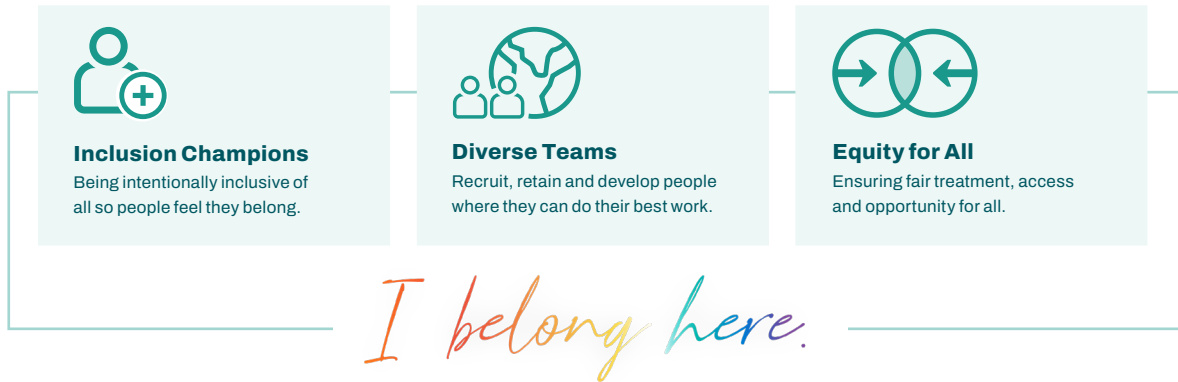 Inclusion Champions
Being intentionally inclusive of
all so people feel they belong.
Diverse Teams
Recruit, retain and develop people
where they can do their best work.
Equity for All
Ensuring fair treatment, access
and opportunity for all.
I belong here.